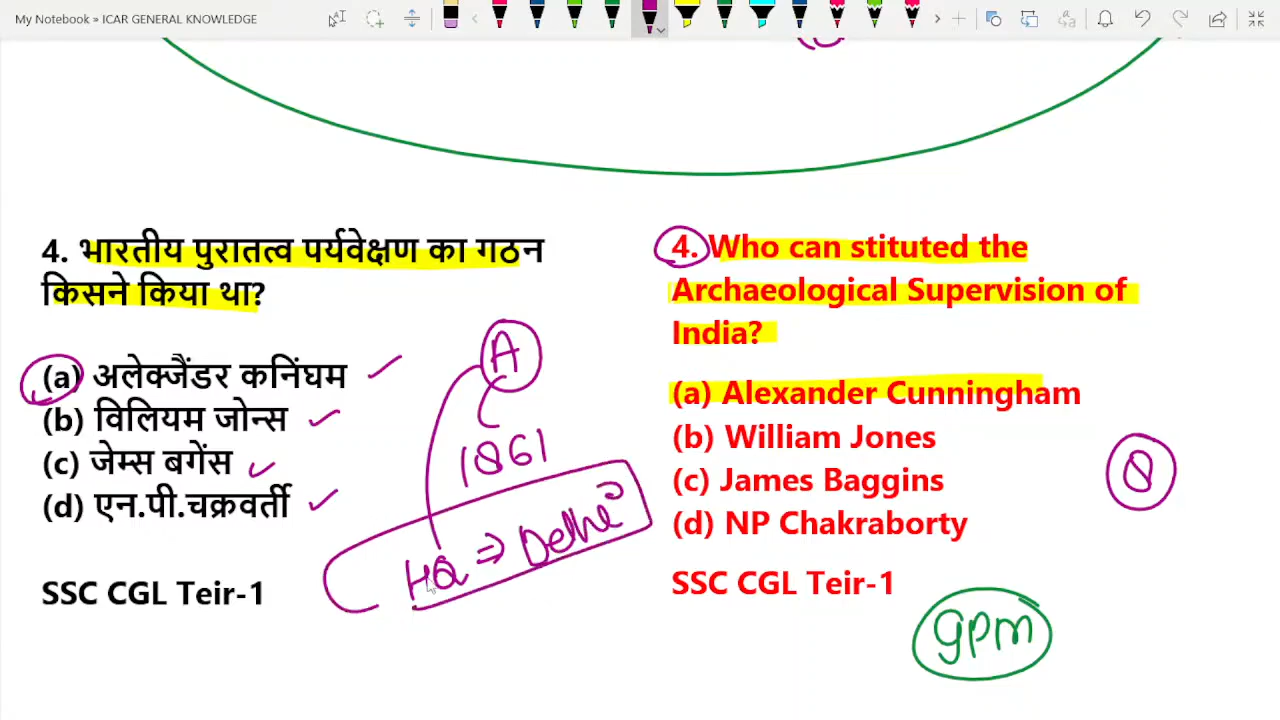 My Notebook » ICAR GENERAL KNOWLEDGE
4. भारतीय पुरातत्व पर्यवेक्षण का गठन
किसने किया था?
(a) अलेक्जैंडर कनिंघम
(b) विलियम जोन्स
(c) जेम्स बगेंस
(d) एन.पी.चक्रवर्ती
SSC CGL Teir-1
A
1861
HQ ⇒ Delhi
4. Who can stituted the
Archaeological Supervision of
India?
(a) Alexander Cunningham
(b) William Jones
(c) James Baggins
(d) NP Chakraborty
SSC CGL Teir-1
gpm